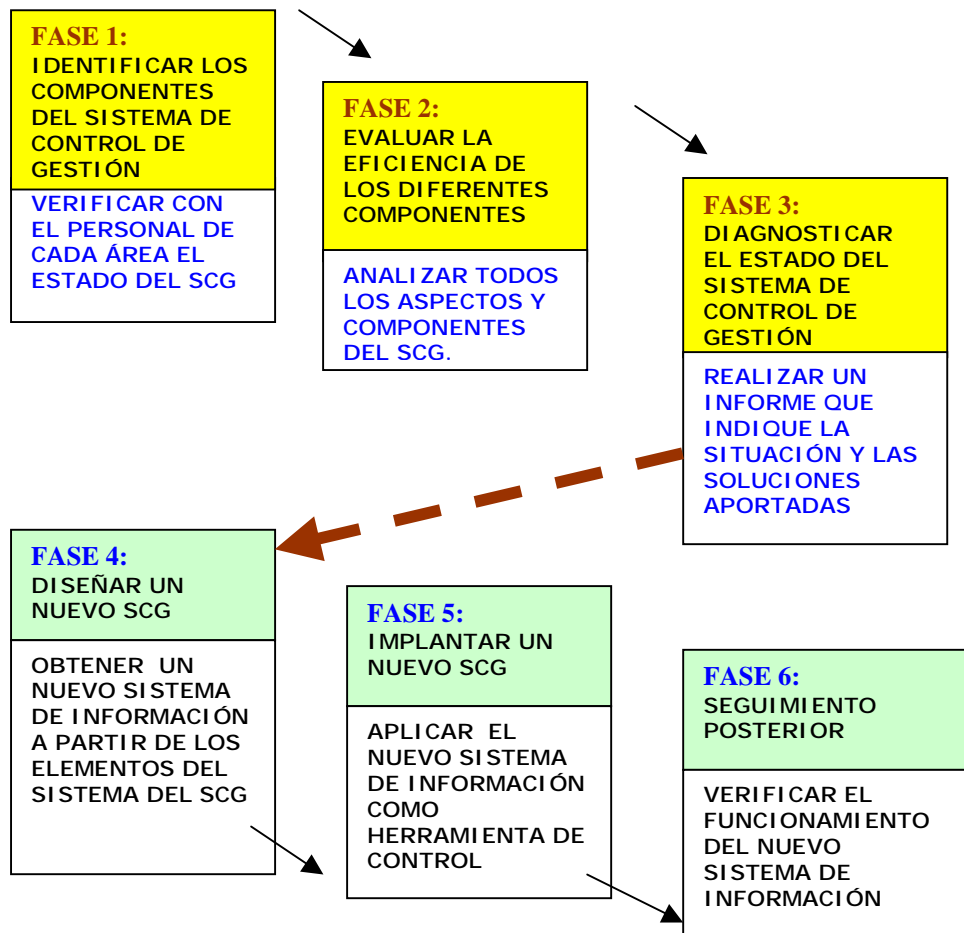 FASE 1:
IDENTIFICAR LOS
COMPONENTES
DEL SISTEMA DE
CONTROL DE
GESTIÓN
VERIFICAR CON
EL PERSONAL DE
CADA ÁREA EL
ESTADO DEL SCG
FASE 2:
EVALUAR LA
EFICIENCIA DE
LOS DIFERENTES
COMPONENTES
ANALIZAR TODOS
LOS ASPECTOS Y
COMPONENTES
DEL SCG.
FASE 3:
DIAGNOSTICAR
EL ESTADO DEL
SISTEMA DE
CONTROL DE
GESTIÓN
REALIZAR UN
INFORME QUE
INDIQUE LA
SITUACIÓN Y LAS
SOLUCIONES
APORTADAS
FASE 4:
DISEÑAR UN
NUEVO SCG
OBTENER UN
NUEVO SISTEMA
DE INFORMACIÓN
A PARTIR DE LOS
ELEMENTOS DEL
SISTEMA DEL SCG
FASE 5:
IMPLANTAR UN
NUEVO SCG
APLICAR EL
NUEVO SISTEMA
DE INFORMACIÓN
COMO
HERRAMIENTA DE
CONTROL
FASE 6:
SEGUIMIENTO
POSTERIOR
VERIFICAR EL
FUNCIONAMIENTO
DEL NUEVO
SISTEMA DE
INFORMACIÓN